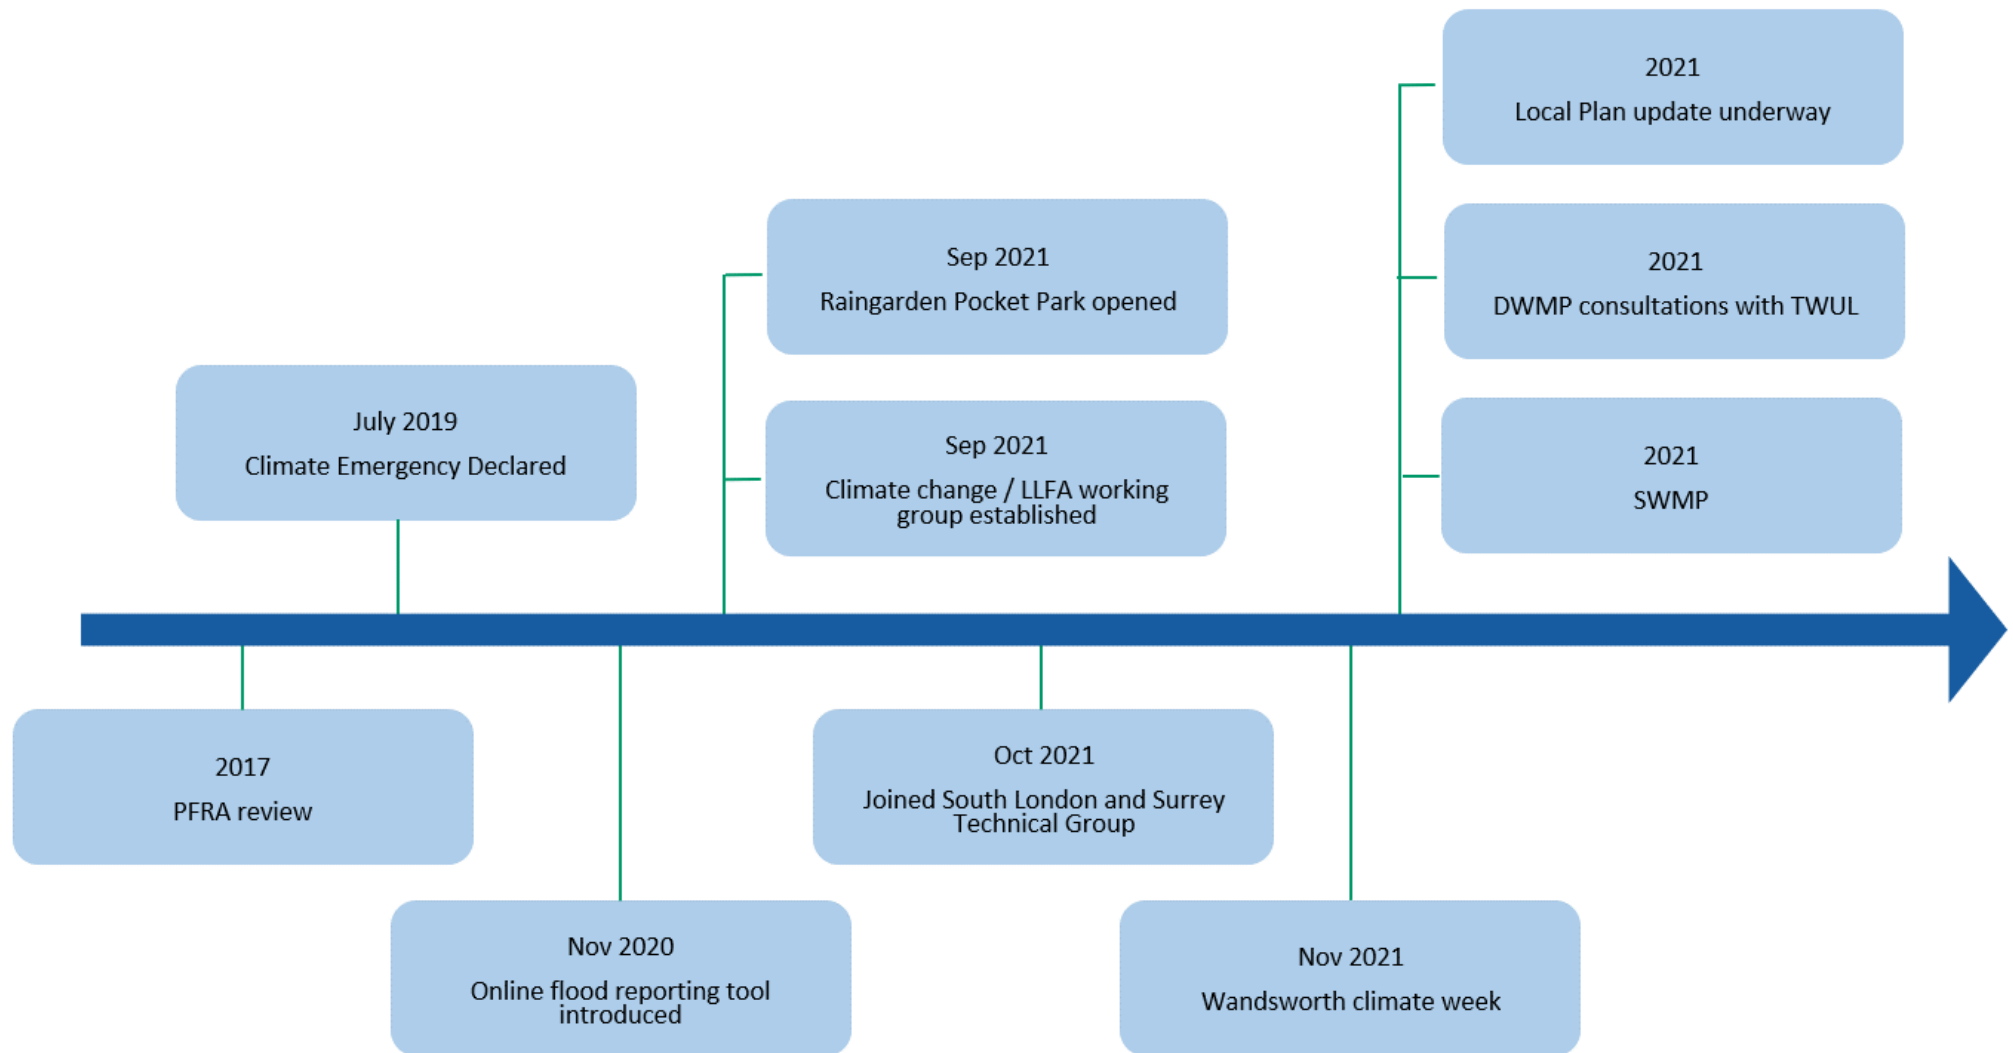 2021
Local Plan update underway
Sep 2021
Raingarden Pocket Park opened
2021
DWMP consultations with TWUL
July 2019
Climate Emergency Declared
Sep 2021
Climate change / LLFA working
group established
2021
SWMP
2017
PFRA review
Oct 2021
Joined South London and Surrey
Technical Group
Nov 2020
Online flood reporting tool
introduced
Nov 2021
Wandsworth climate week